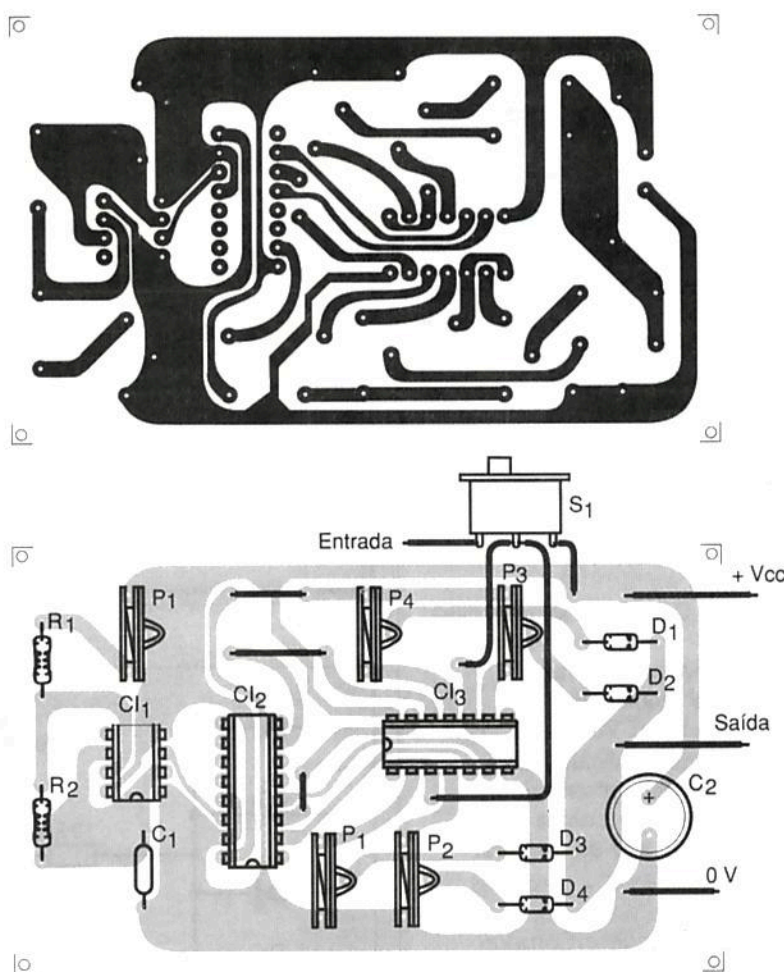 S1
Entrada
+ Vcc
P1
P4
P3
R1
D1
D2
CI1
CI2
CI3
Saída
R2
C1
C2
+
P1
P2
D3
D4
0 V